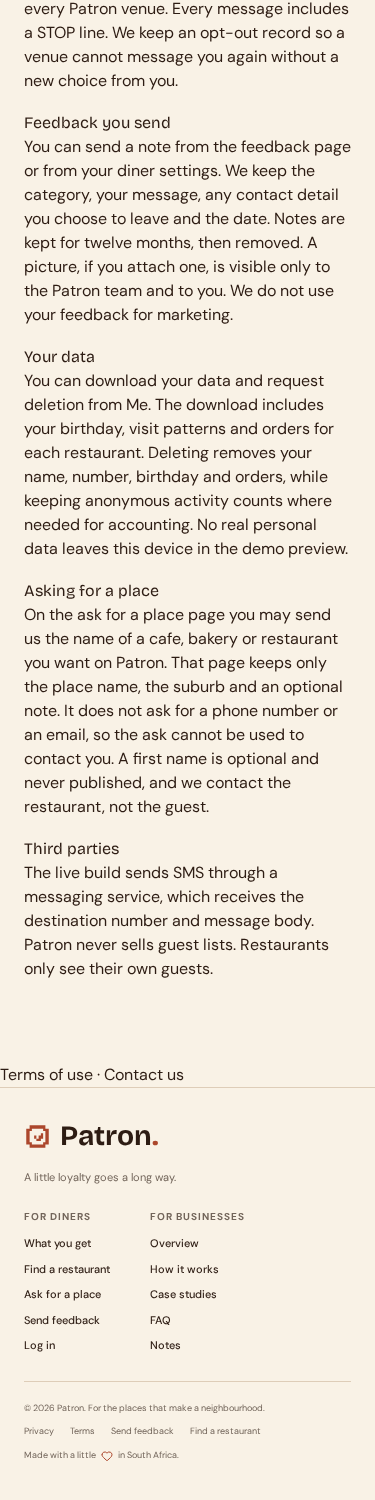 every Patron venue. Every message includes
a STOP line. We keep an opt-out record so a
venue cannot message you again without a
new choice from you.
Feedback you send
You can send a note from the feedback page
or from your diner settings. We keep the
category, your message, any contact detail
you choose to leave and the date. Notes are
kept for twelve months, then removed. A
picture, if you attach one, is visible only to
the Patron team and to you. We do not use
your feedback for marketing.
Your data
You can download your data and request
deletion from Me. The download includes
your birthday, visit patterns and orders for
each restaurant. Deleting removes your
name, number, birthday and orders, while
keeping anonymous activity counts where
needed for accounting. No real personal
data leaves this device in the demo preview.
Asking for a place
On the ask for a place page you may send
us the name of a cafe, bakery or restaurant
you want on Patron. That page keeps only
the place name, the suburb and an optional
note. It does not ask for a phone number or
an email, so the ask cannot be used to
contact you. A first name is optional and
never published, and we contact the
restaurant, not the guest.
Third parties
The live build sends SMS through a
messaging service, which receives the
destination number and message body.
Patron never sells guest lists. Restaurants
only see their own guests.
Terms of use · Contact us
Patron.
A little loyalty goes a long way.
FOR DINERS
What you get
Find a restaurant
Ask for a place
Send feedback
Log in
FOR BUSINESSES
Overview
How it works
Case studies
FAQ
Notes
© 2026 Patron. For the places that make a neighbourhood.
Privacy Terms Send feedback Find a restaurant
Made with a little in South Africa.